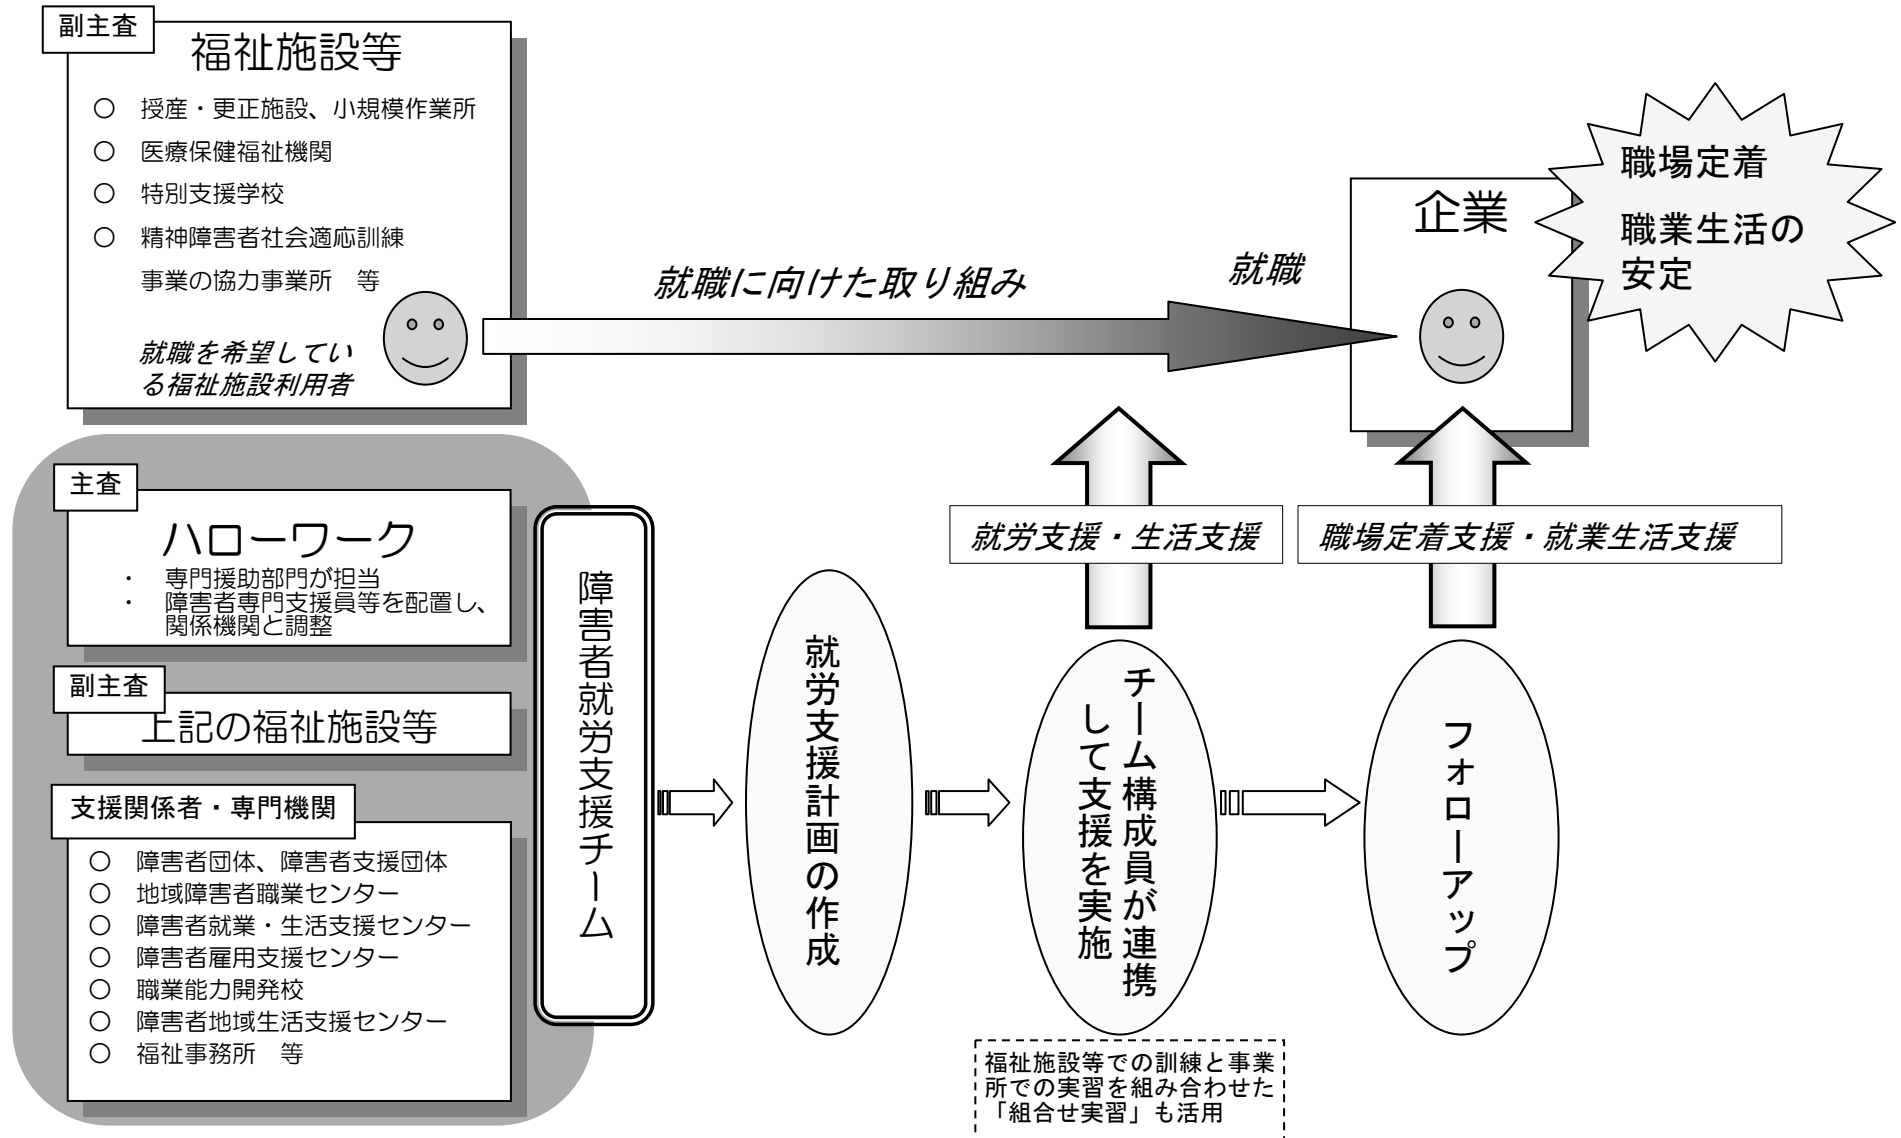 副主査
福祉施設等
○　授産・更正施設、小規模作業所
○　医療保健福祉機関
○　特別支援学校
○　精神障害者社会適応訓練
事業の協力事業所　等
就職を希望してい
る福祉施設利用者
就職に向けた取り組み
就職
企業
職場定着
職業生活の
安定
主査
ハローワーク
・　専門援助部門が担当
・　障害者専門支援員等を配置し、
関係機関と調整
副主査
上記の福祉施設等
支援関係者・専門機関
○　障害者団体、障害者支援団体
○　地域障害者職業センター
○　障害者就業・生活支援センター
○　障害者雇用支援センター
○　職業能力開発校
○　障害者地域生活支援センター
○　福祉事務所　等
障害者就労支援チーム
就労支援計画の作成
就労支援・生活支援
チーム構成員が連携
して支援を実施
福祉施設等での訓練と事業
所での実習を組み合わせた
「組合せ実習」も活用
職場定着支援・就業生活支援
フォローアップ